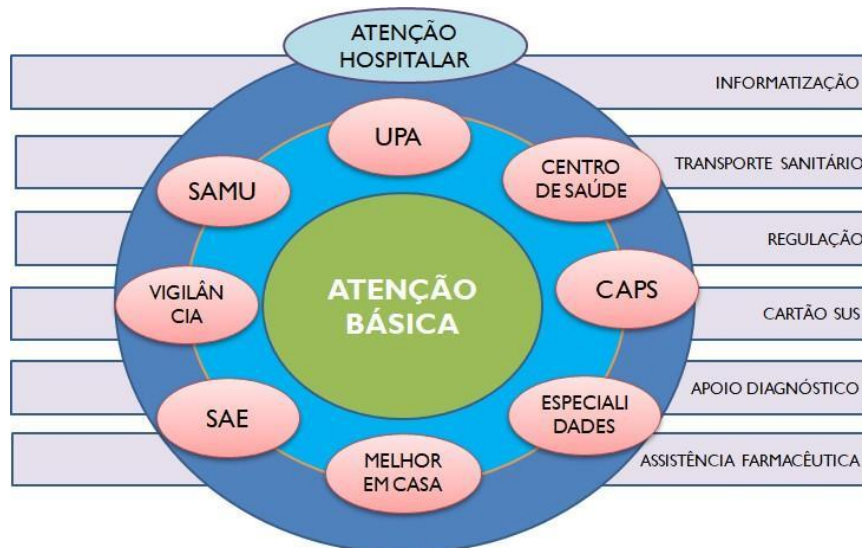 ATENÇÃO
HOSPITALAR
INFORMATIZAÇÃO
UPA
CENTRO
DE SAÚDE
TRANSPORTE SANITÁRIO
SAMU
REGULAÇÃO
ATENÇÃO
BÁSICA
VIGILÂN
CIA
CAPS
CARTÃO SUS
APOIO DIAGNÓSTICO
SAE
ESPECIALI
DADES
MELHOR
EM CASA
ASSISTÊNCIA FARMACÊUTICA